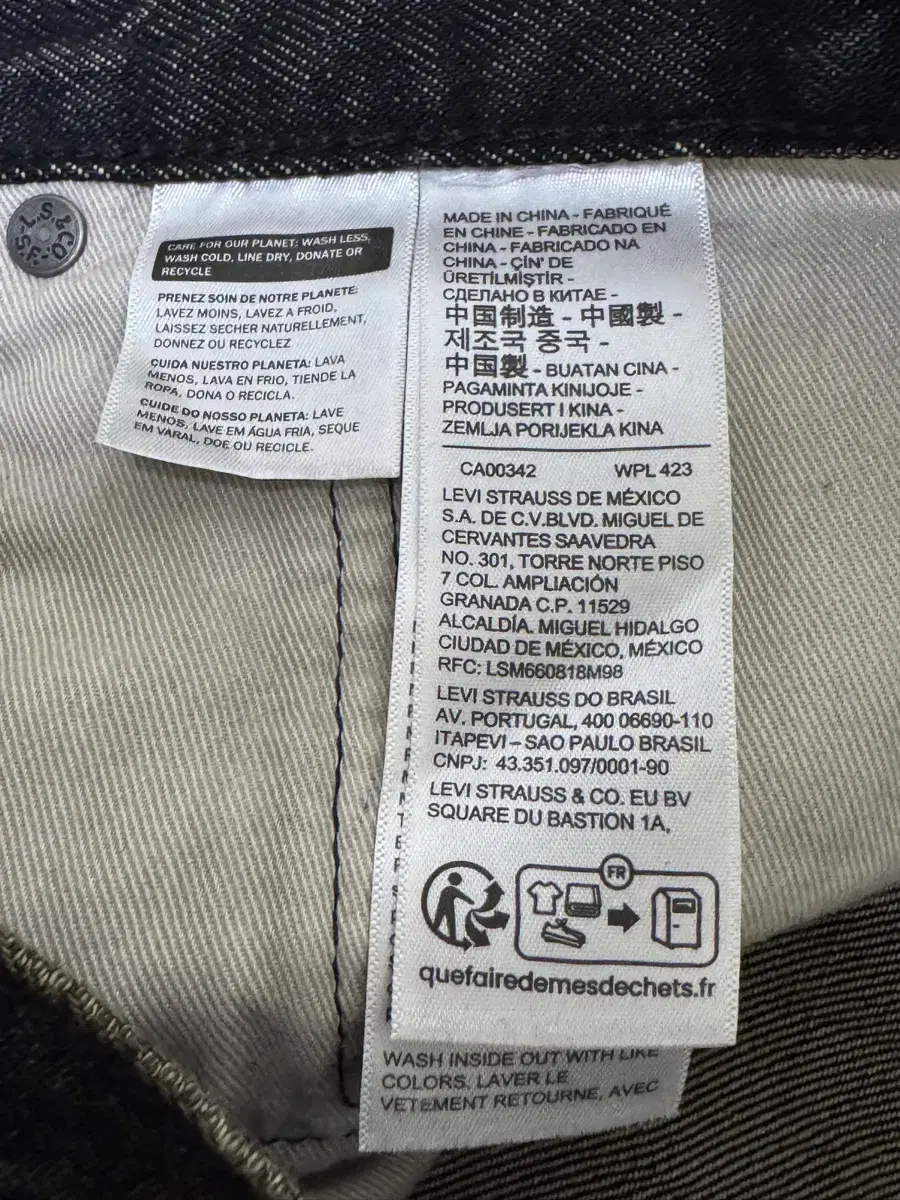 L.S.&CO.-S.F.-
CARE FOR OUR PLANET: WASH LESS,
WASH COLD, LINE DRY, DONATE OR
RECYCLE
PRENEZ SOIN DE NOTRE PLANETE:
LAVEZ MOINS, LAVEZ A FROID,
LAISSEZ SECHER NATURELLEMENT,
DONNEZ OU RECYCLEZ
CUIDA NUESTRO PLANETA: LAVA
MENOS, LAVA EN FRIO, TIENDE LA
ROPA, DONA O RECICLA.
CUIDE DO NOSSO PLANETA: LAVE
MENOS, LAVE EM ÁGUA FRIA, SEQUE
EM VARAL, DOE OU RECICLE.
MADE IN CHINA - FABRIQUÉ
EN CHINE - FABRICADO EN
CHINA - FABRICADO NA
CHINA - ÇİN' DE
ÜRETİLMİŞTİR -
СДЕЛАНО В КИТАЕ -
中国制造 - 中國製 -
제조국 중국 -
中国製 - BUATAN CINA -
PAGAMINTA KINIJOJE -
PRODUSERT I KINA -
ZEMLJA PORIJEKLA KINA
CA00342 WPL 423
LEVI STRAUSS DE MÉXICO
S.A. DE C.V.BLVD. MIGUEL DE
CERVANTES SAAVEDRA
NO. 301, TORRE NORTE PISO
7 COL. AMPLIACIÓN
GRANADA C.P. 11529
ALCALDÍA. MIGUEL HIDALGO
CIUDAD DE MÉXICO, MÉXICO
RFC: LSM660818M98
LEVI STRAUSS DO BRASIL
AV. PORTUGAL, 400 06690-110
ITAPEVI – SAO PAULO BRASIL
CNPJ: 43.351.097/0001-90
LEVI STRAUSS & CO. EU BV
SQUARE DU BASTION 1A,
FR
quefairedemesdechets.fr
WASH INSIDE OUT WITH LIKE
COLORS. LAVER LE
VETEMENT RETOURNE, AVEC